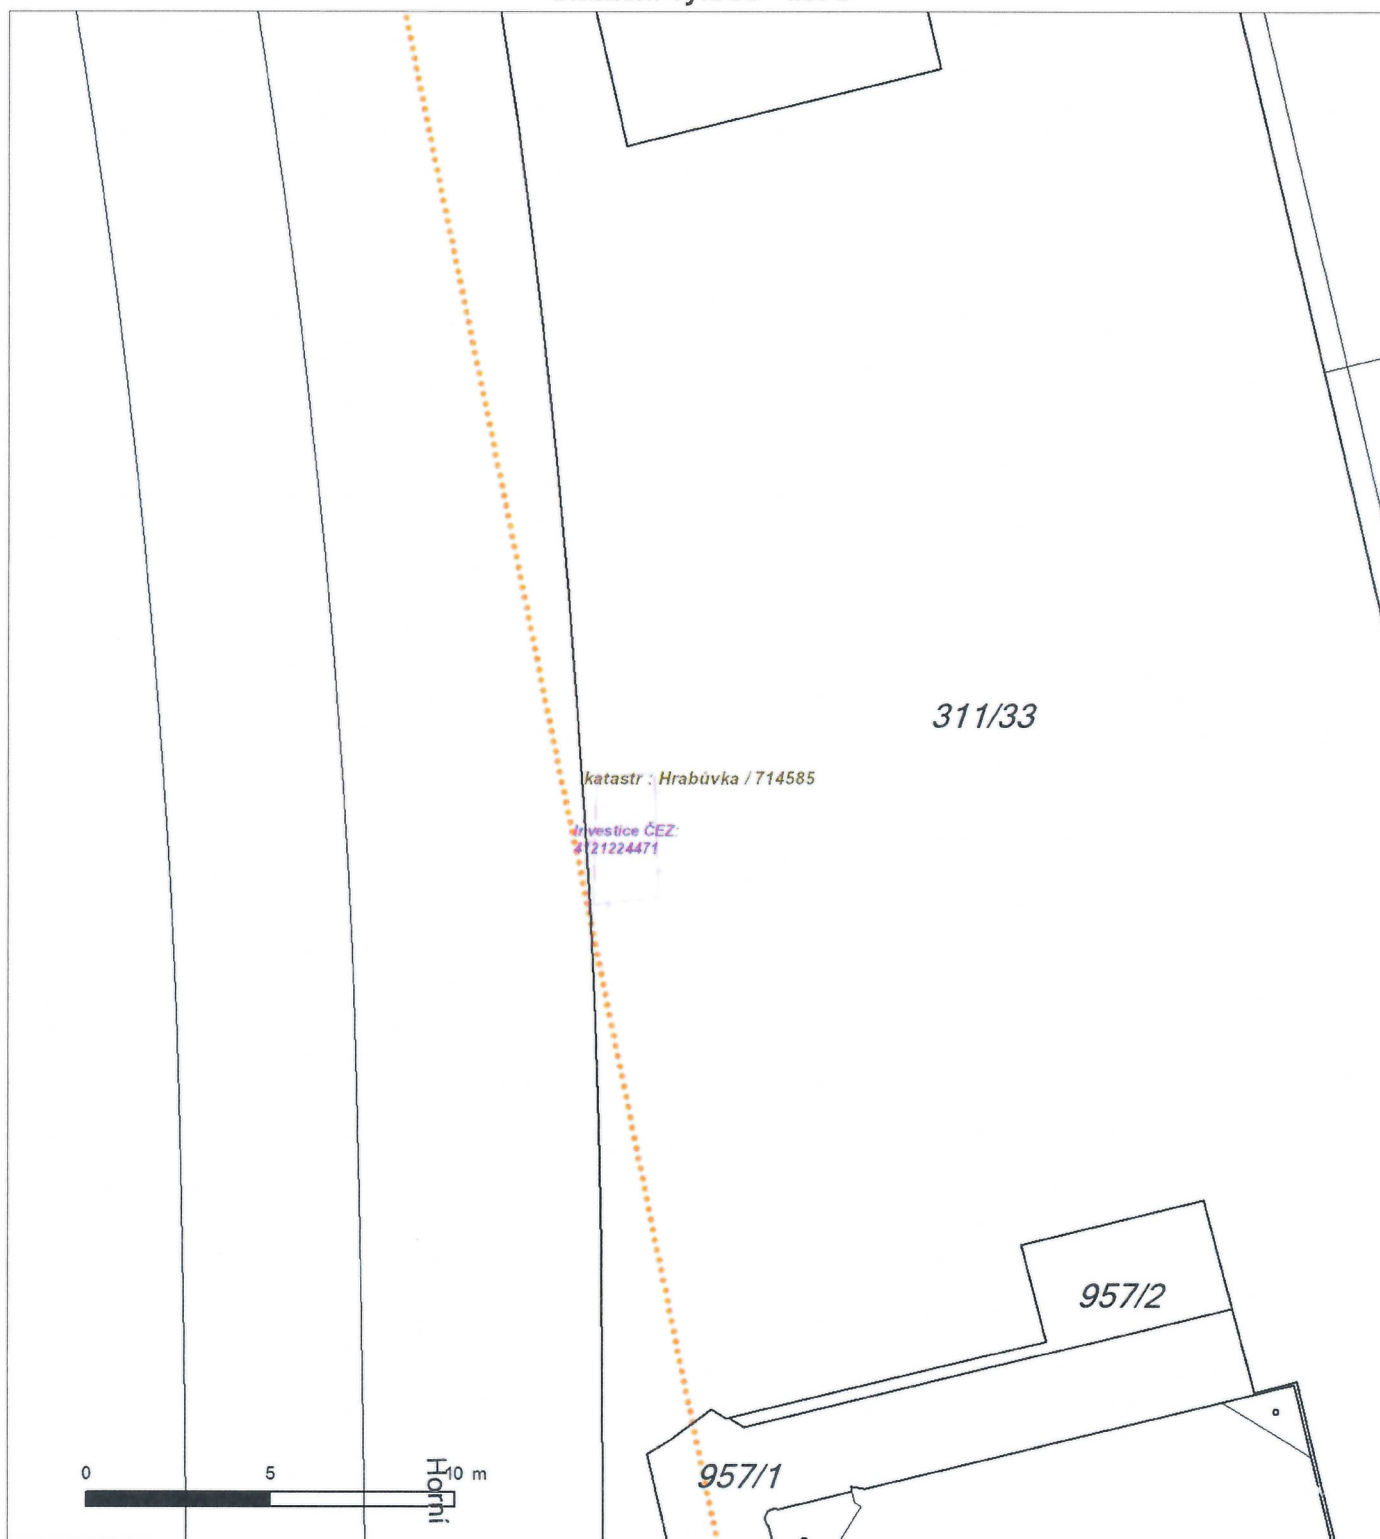 311/33
katastr : Hrabůvka / 714585
Investice ČEZ:
4121224471
957/2
957/1
0 5 10 m
Horní